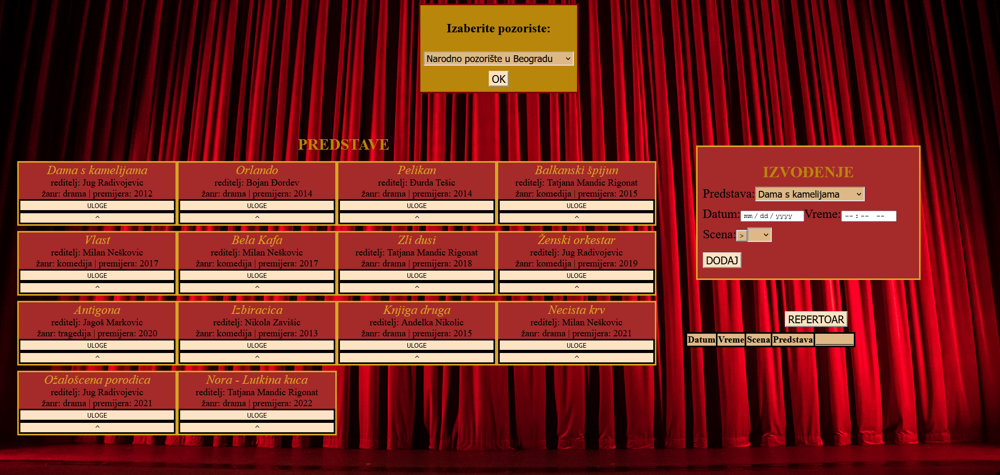 Izaberite pozoriste:
Narodno pozorište u Beogradu
OK
PREDSTAVE
Dama s kamelijama
reditelj: Jug Radivojevic
žanr: drama | premijera: 2012
ULOGE
^
Orlando
reditelj: Bojan Đorđev
žanr: drama | premijera: 2014
ULOGE
^
Pelikan
reditelj: Đurđa Tešic
žanr: drama | premijera: 2014
ULOGE
^
Balkanski špijun
reditelj: Tatjana Mandic Rigonat
žanr: komedija | premijera: 2015
ULOGE
^
Vlast
reditelj: Milan Neškovic
žanr: komedija | premijera: 2017
ULOGE
^
Bela Kafa
reditelj: Milan Neškovic
žanr: komedija | premijera: 2017
ULOGE
^
Zli dusi
reditelj: Tatjana Mandic Rigonat
žanr: drama | premijera: 2018
ULOGE
^
Ženski orkestar
reditelj: Jug Radivojevic
žanr: komedija | premijera: 2019
ULOGE
^
Antigona
reditelj: Jagoš Markovic
žanr: tragedija | premijera: 2020
ULOGE
^
Izbiracica
reditelj: Nikola Zavišic
žanr: komedija | premijera: 2013
ULOGE
^
Knjiga druga
reditelj: Anđelka Nikolic
žanr: drama | premijera: 2015
ULOGE
^
Necista krv
reditelj: Milan Neškovic
žanr: drama | premijera: 2021
ULOGE
^
Ožalošcena porodica
reditelj: Jug Radivojevic
žanr: drama | premijera: 2021
ULOGE
^
Nora - Lutkina kuca
reditelj: Tatjana Mandic Rigonat
žanr: drama | premijera: 2022
ULOGE
^
IZVOĐENJE
Predstava: Dama s kamelijama
Datum: mm/dd/yyyy Vreme: --:-- --
Scena: >
DODAJ
REPERTOAR
Datum Vreme Scena Predstava ________